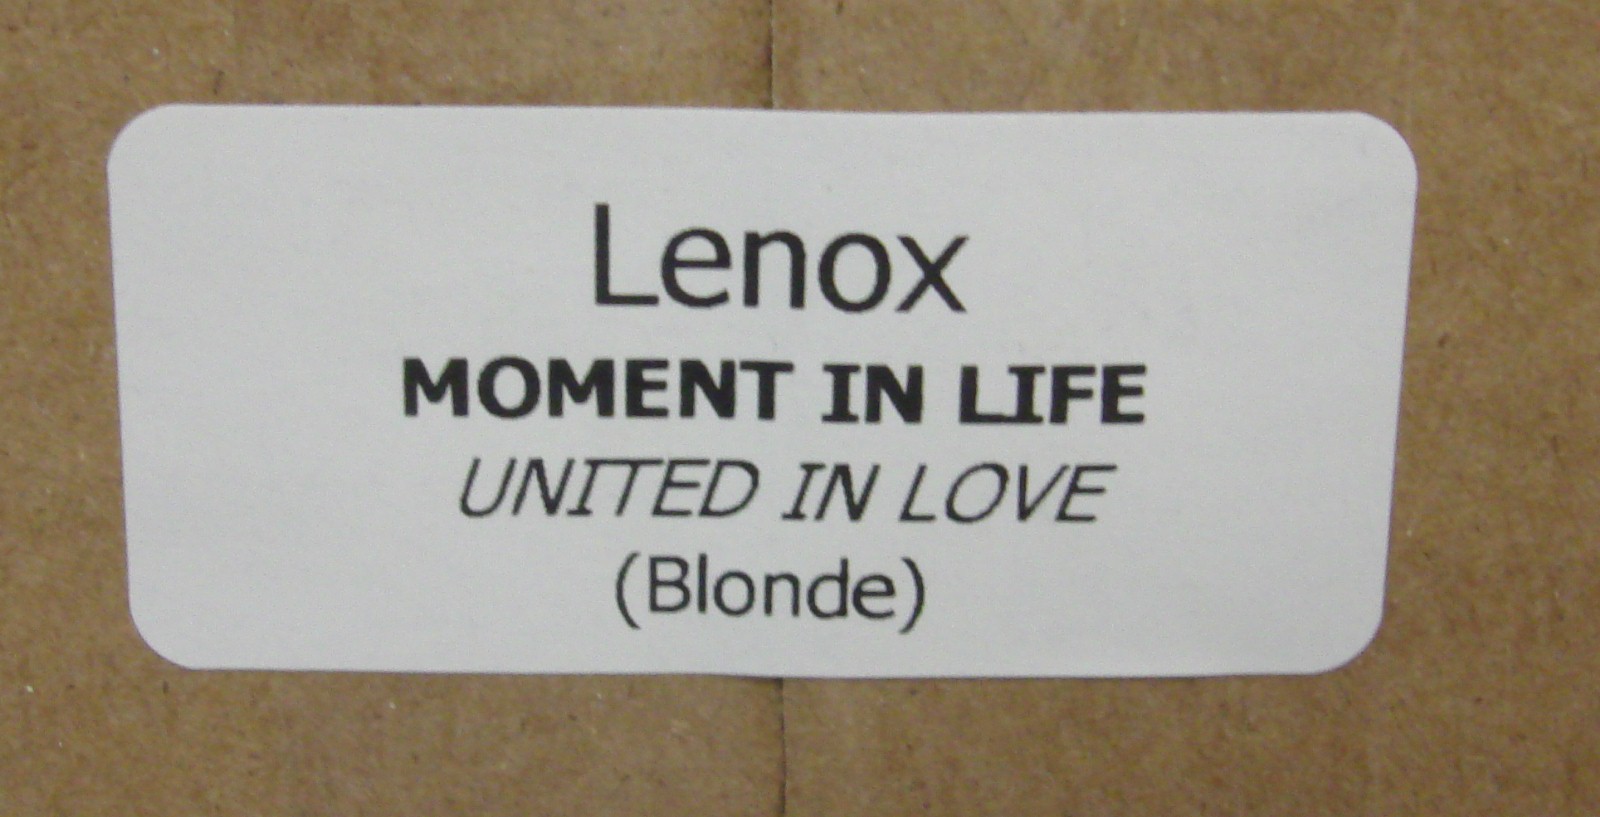 Lenox
MOMENT IN LIFE
UNITED IN LOVE
(Blonde)